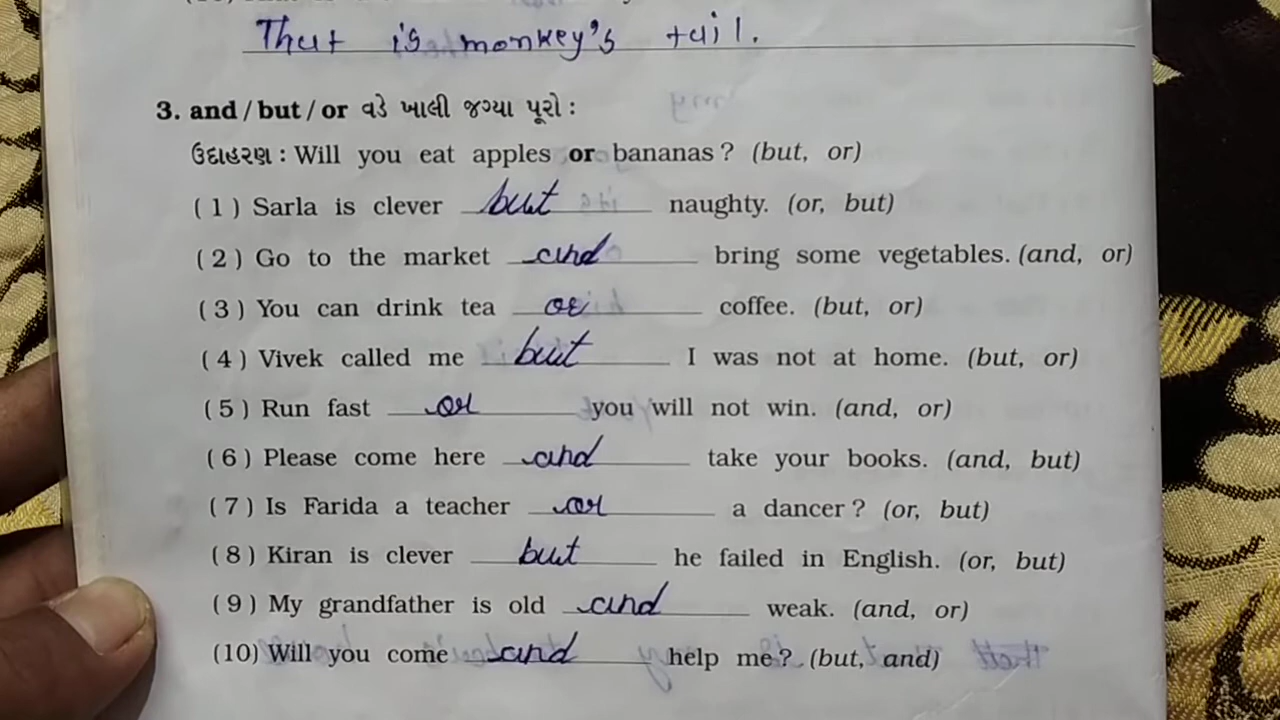 That is monkey's tail.
3. and / but / or વડે ખાલી જગ્યા પૂરો :
ઉદાહરણ : Will you eat apples or bananas ? (but, or)
( 1 ) Sarla is clever but naughty. (or, but)
( 2 ) Go to the market and bring some vegetables. (and, or)
( 3 ) You can drink tea or coffee. (but, or)
( 4 ) Vivek called me but I was not at home. (but, or)
( 5 ) Run fast or you will not win. (and, or)
( 6 ) Please come here and take your books. (and, but)
( 7 ) Is Farida a teacher or a dancer ? (or, but)
( 8 ) Kiran is clever but he failed in English. (or, but)
( 9 ) My grandfather is old and weak. (and, or)
(10) Will you come and help me ? (but, and)